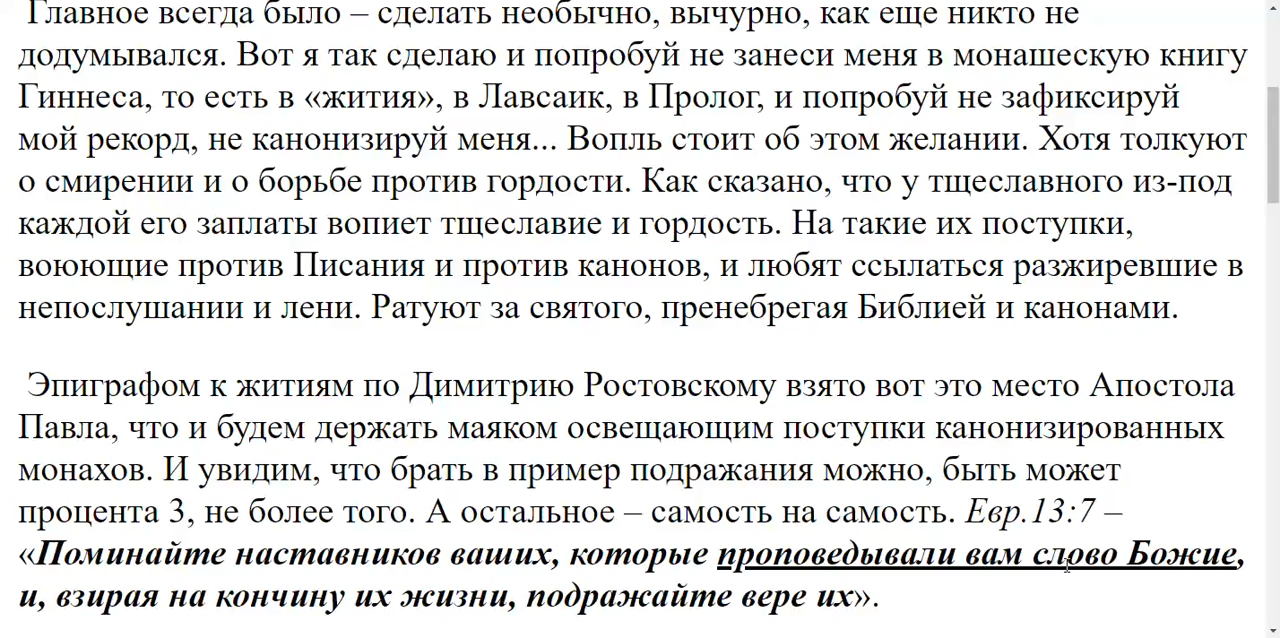 Главное всегда было – сделать необычно, вычурно, как еще никто не
додумывался. Вот я так сделаю и попробуй не занеси меня в монашескую книгу
Гиннеса, то есть в «жития», в Лавсаик, в Пролог, и попробуй не зафиксируй
мой рекорд, не канонизируй меня... Вопль стоит об этом желании. Хотя толкуют
о смирении и о борьбе против гордости. Как сказано, что у тщеславного из-под
каждой его заплаты вопиет тщеславие и гордость. На такие их поступки,
воюющие против Писания и против канонов, и любят ссылаться разжиревшие в
непослушании и лени. Ратуют за святого, пренебрегая Библией и канонами.
Эпиграфом к житиям по Димитрию Ростовскому взято вот это место Апостола
Павла, что и будем держать маяком освещающим поступки канонизированных
монахов. И увидим, что брать в пример подражания можно, быть может
процента 3, не более того. А остальное – самость на самость. Евр.13:7 –
«Поминайте наставников ваших, которые проповедывали вам слово Божие,
и, взирая на кончину их жизни, подражайте вере их».